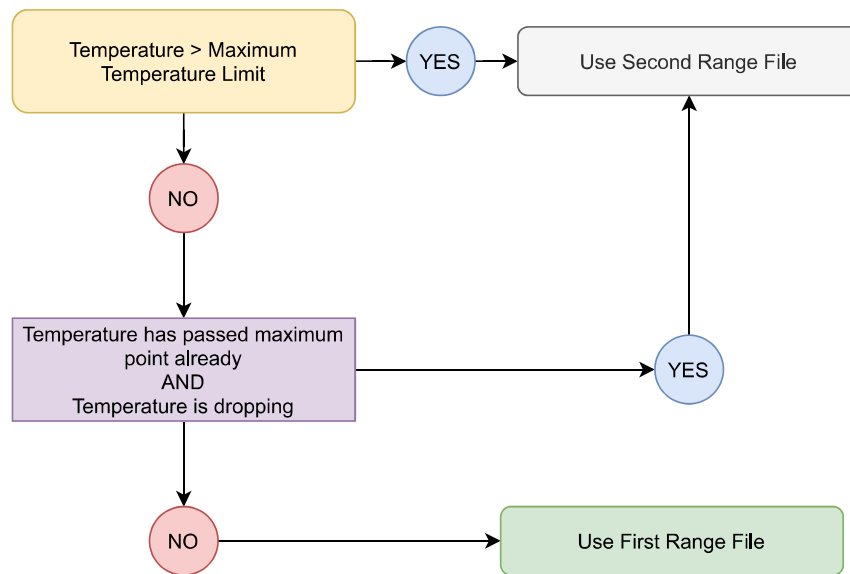 Temperature > Maximum
Temperature Limit
YES
Use Second Range File
NO
Temperature has passed maximum
point already
AND
Temperature is dropping
YES
NO
Use First Range File